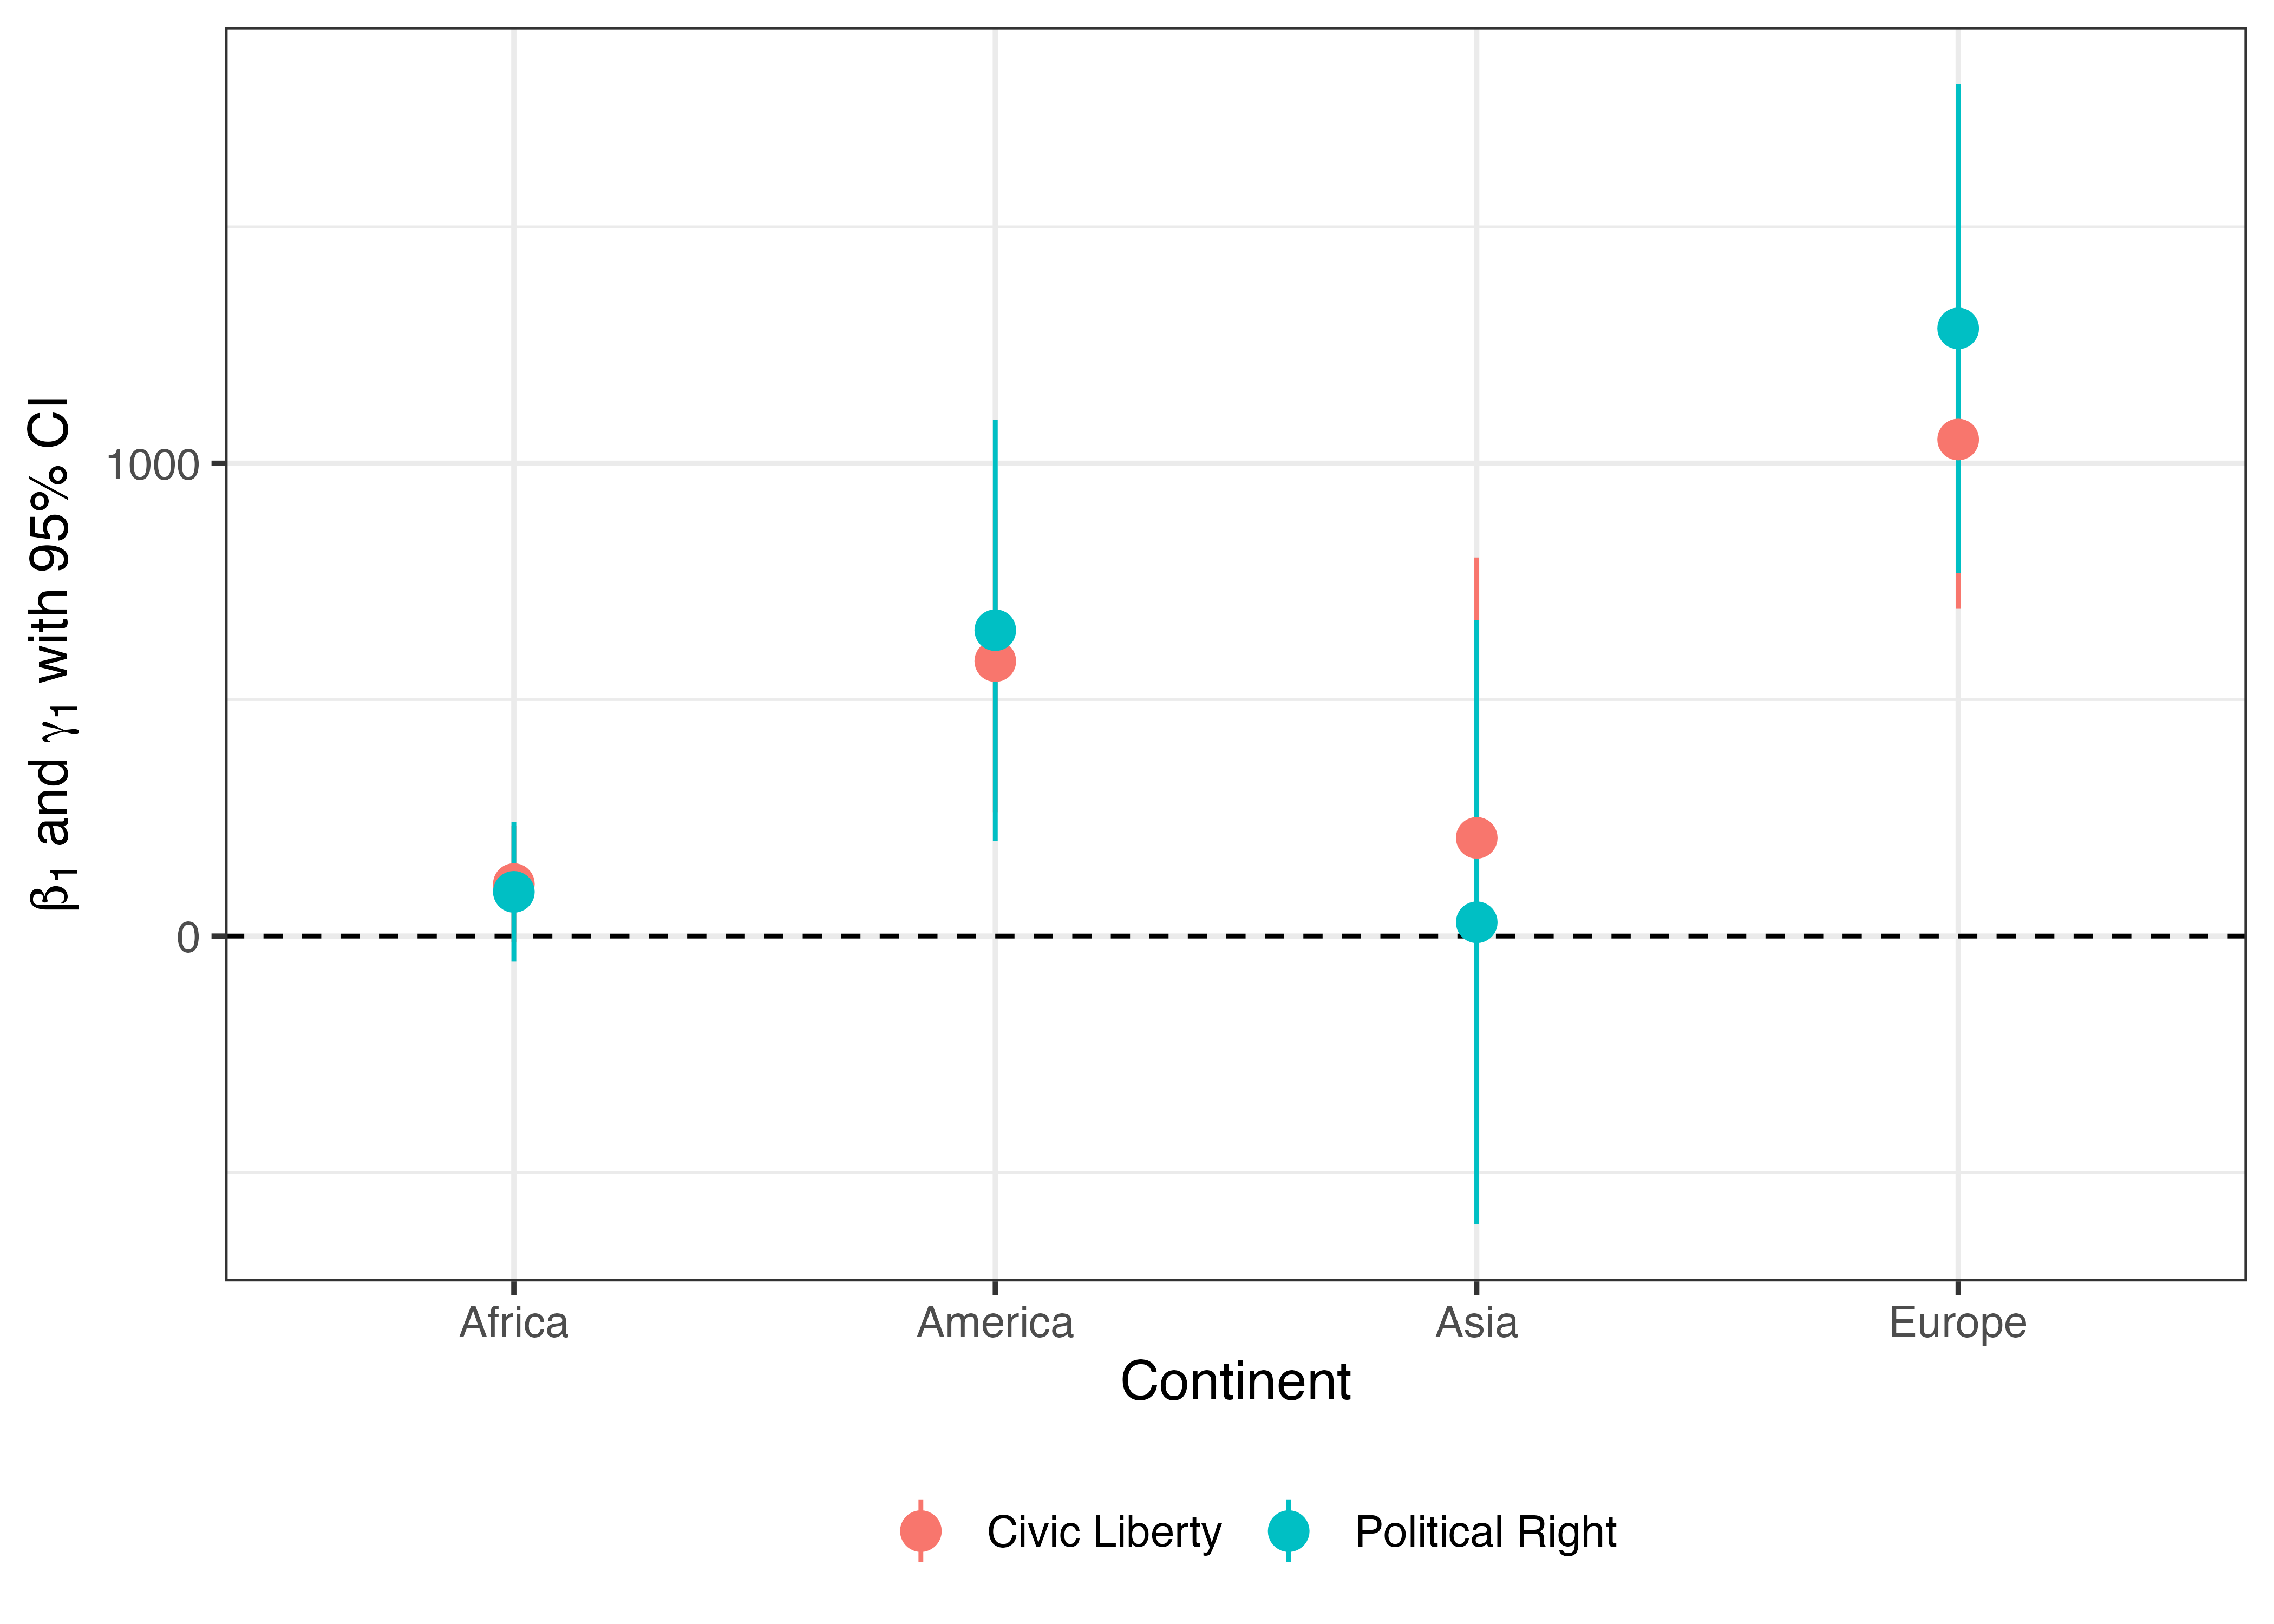 β1 and γ1 with 95% CI
1000
0
Africa America Asia Europe
Continent
Civic Liberty Political Right